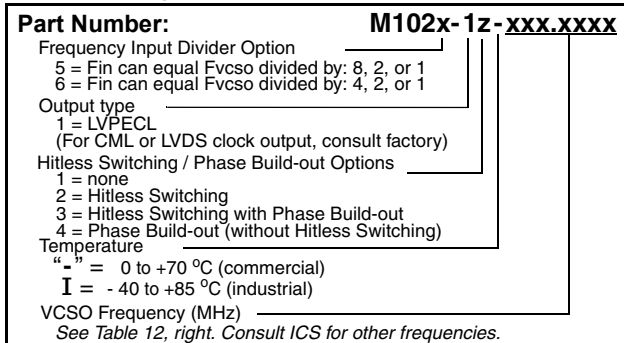 Part Number: M102x-1z-xxx.xxxx
Frequency Input Divider Option
5 = Fin can equal Fvcso divided by: 8, 2, or 1
6 = Fin can equal Fvcso divided by: 4, 2, or 1
Output type
1 = LVPECL
(For CML or LVDS clock output, consult factory)
Hitless Switching / Phase Build-out Options
1 = none
2 = Hitless Switching
3 = Hitless Switching with Phase Build-out
4 = Phase Build-out (without Hitless Switching)
Temperature
“-” = 0 to +70 °C (commercial)
I = - 40 to +85 °C (industrial)
VCSO Frequency (MHz)
See Table 12, right. Consult ICS for other frequencies.